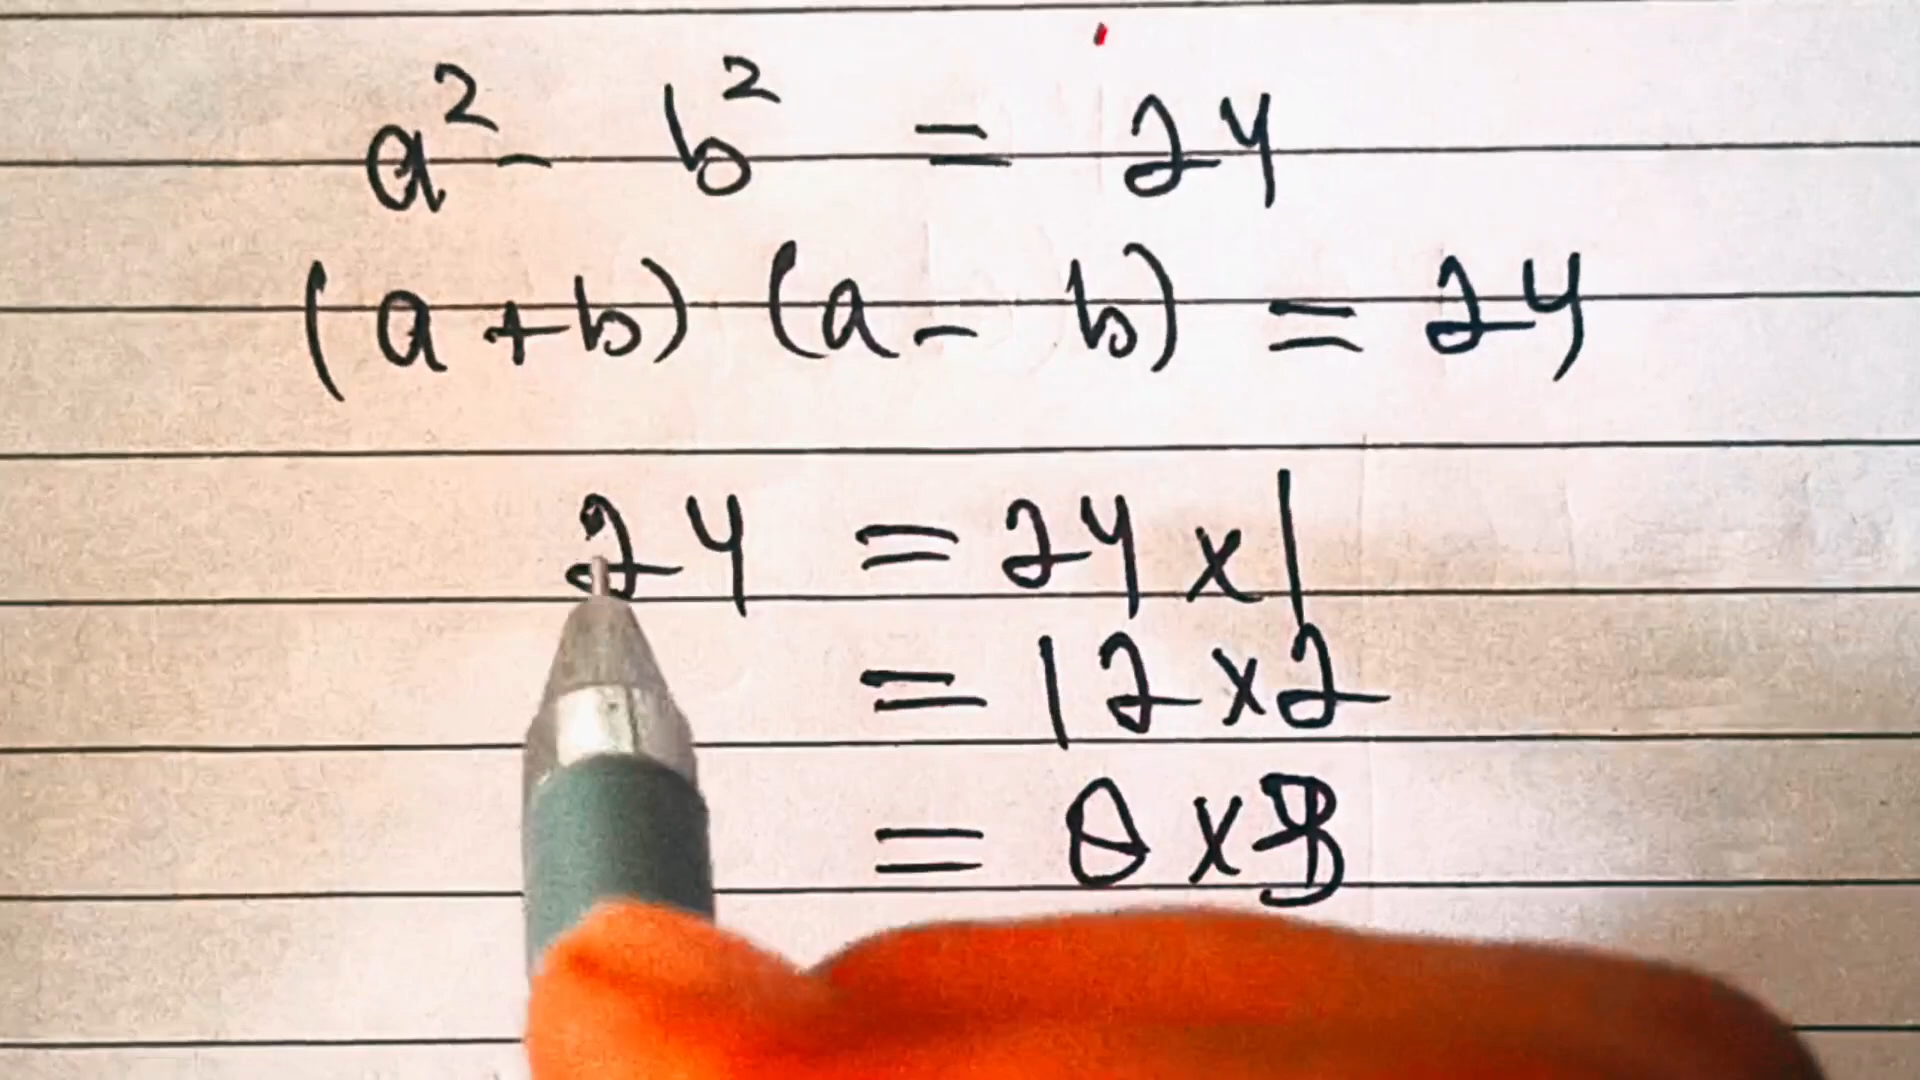 a² - b² = 24
(a+b) (a - b) = 24
24 = 24 x 1
= 12 x 2
= 8 x 3